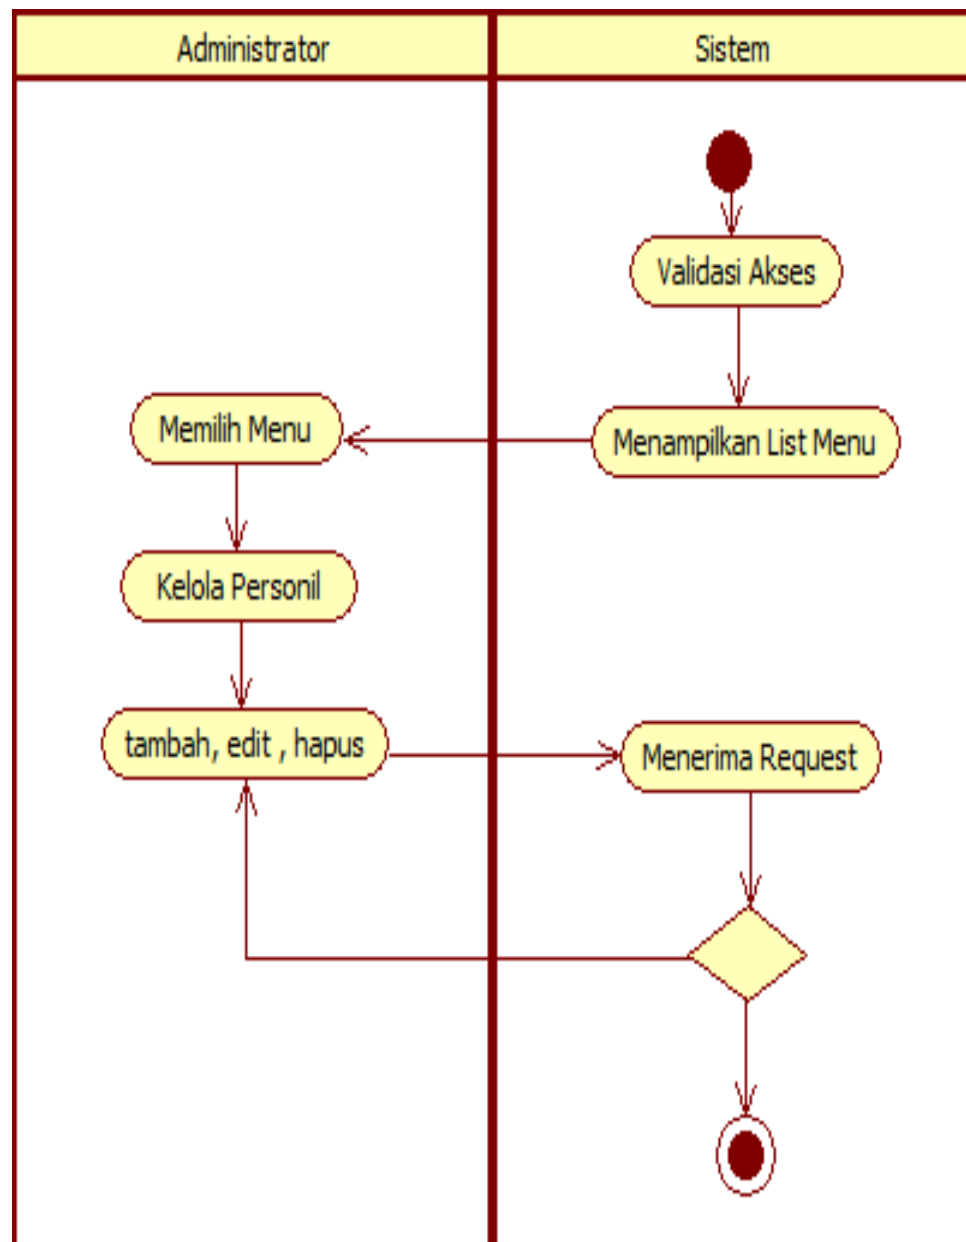 Administrator
Sistem
Validasi Akses
Memilih Menu
Menampilkan List Menu
Kelola Personil
tambah, edit , hapus
Menerima Request